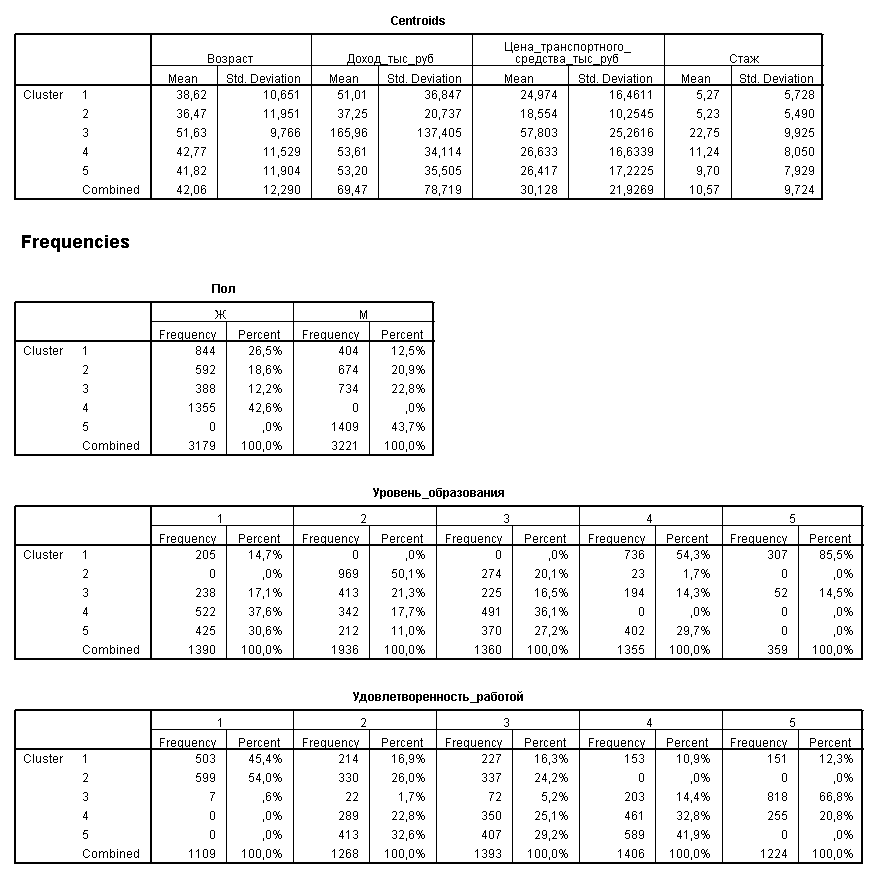 Centroids
Возраст Доход_тыс_руб Цена_транспортного_средства_тыс_руб Стаж
Mean Std. Deviation Mean Std. Deviation Mean Std. Deviation Mean Std. Deviation
Cluster 1 38,62 10,651 51,01 36,847 24,974 16,4611 5,27 5,728
2 36,47 11,951 37,25 20,737 18,554 10,2545 5,23 5,490
3 51,63 9,766 165,96 137,405 57,803 25,2616 22,75 9,925
4 42,77 11,529 53,61 34,114 26,633 16,6339 11,24 8,050
5 41,82 11,904 53,20 35,505 26,417 17,2225 9,70 7,929
Combined 42,06 12,290 69,47 78,719 30,128 21,9269 10,57 9,724
Frequencies
Пол
Ж М
Frequency Percent Frequency Percent
Cluster 1 844 26,5% 404 12,5%
2 592 18,6% 674 20,9%
3 388 12,2% 734 22,8%
4 1355 42,6% 0 ,0%
5 0 ,0% 1409 43,7%
Combined 3179 100,0% 3221 100,0%
Уровень_образования
1 2 3 4 5
Frequency Percent Frequency Percent Frequency Percent Frequency Percent Frequency Percent
Cluster 1 205 14,7% 0 ,0% 0 ,0% 736 54,3% 307 85,5%
2 0 ,0% 969 50,1% 274 20,1% 23 1,7% 0 ,0%
3 238 17,1% 413 21,3% 225 16,5% 194 14,3% 52 14,5%
4 522 37,6% 342 17,7% 491 36,1% 0 ,0% 0 ,0%
5 425 30,6% 212 11,0% 370 27,2% 402 29,7% 0 ,0%
Combined 1390 100,0% 1936 100,0% 1360 100,0% 1355 100,0% 359 100,0%
Удовлетворенность_работой
1 2 3 4 5
Frequency Percent Frequency Percent Frequency Percent Frequency Percent Frequency Percent
Cluster 1 503 45,4% 214 16,9% 227 16,3% 153 10,9% 151 12,3%
2 599 54,0% 330 26,0% 337 24,2% 0 ,0% 0 ,0%
3 7 ,6% 22 1,7% 72 5,2% 203 14,4% 818 66,8%
4 0 ,0% 289 22,8% 350 25,1% 461 32,8% 255 20,8%
5 0 ,0% 413 32,6% 407 29,2% 589 41,9% 0 ,0%
Combined 1109 100,0% 1268 100,0% 1393 100,0% 1406 100,0% 1224 100,0%